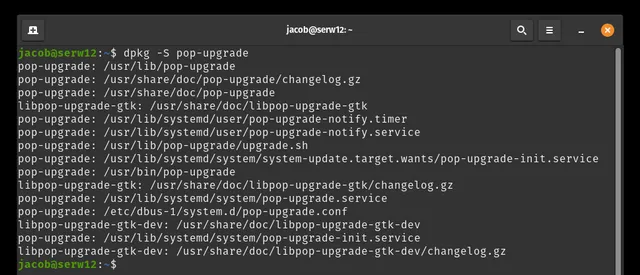 jacob@serw12: ~
jacob@serw12:~$ dpkg -S pop-upgrade
pop-upgrade: /usr/lib/pop-upgrade
pop-upgrade: /usr/share/doc/pop-upgrade/changelog.gz
pop-upgrade: /usr/share/doc/pop-upgrade
libpop-upgrade-gtk: /usr/share/doc/libpop-upgrade-gtk
pop-upgrade: /usr/lib/systemd/user/pop-upgrade-notify.timer
pop-upgrade: /usr/lib/systemd/user/pop-upgrade-notify.service
pop-upgrade: /usr/lib/pop-upgrade/upgrade.sh
pop-upgrade: /usr/lib/systemd/system/system-update.target.wants/pop-upgrade-init.service
pop-upgrade: /usr/bin/pop-upgrade
libpop-upgrade-gtk: /usr/share/doc/libpop-upgrade-gtk/changelog.gz
pop-upgrade: /usr/lib/systemd/system/pop-upgrade.service
pop-upgrade: /etc/dbus-1/system.d/pop-upgrade.conf
libpop-upgrade-gtk-dev: /usr/share/doc/libpop-upgrade-gtk-dev
pop-upgrade: /usr/lib/systemd/system/pop-upgrade-init.service
libpop-upgrade-gtk-dev: /usr/share/doc/libpop-upgrade-gtk-dev/changelog.gz
jacob@serw12:~$